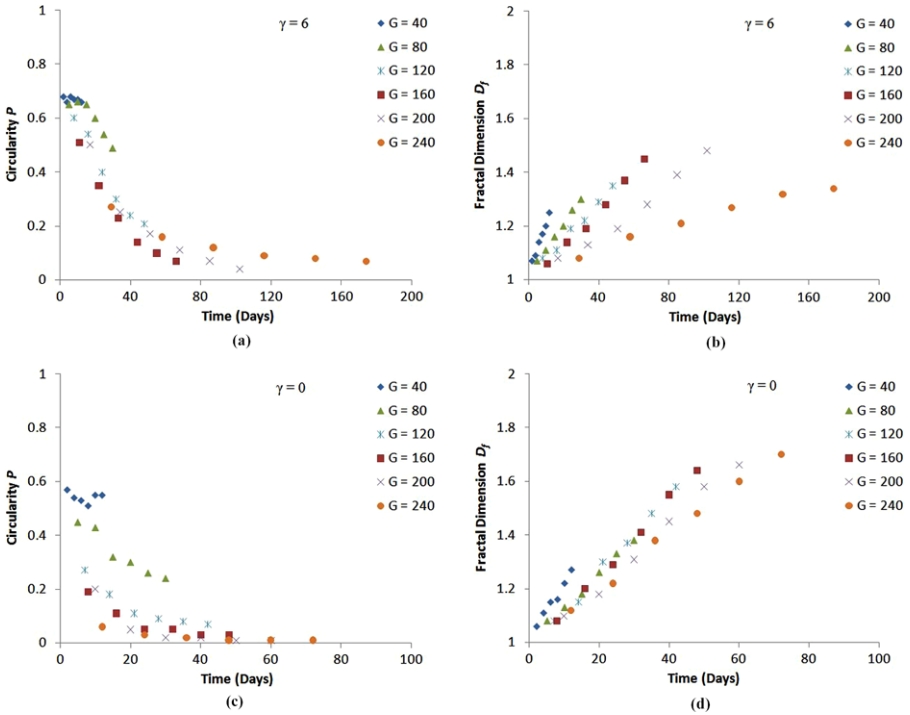 γ = 6
1
0.8
0.6
0.4
0.2
0
0 40 80 120 160 200
Circularity P
Time (Days)
G = 40
G = 80
G = 120
G = 160
G = 200
G = 240
(a)
γ = 6
2
1.8
1.6
1.4
1.2
1
0 40 80 120 160 200
Fractal Dimension Df
Time (Days)
G = 40
G = 80
G = 120
G = 160
G = 200
G = 240
(b)
γ = 0
1
0.8
0.6
0.4
0.2
0
0 20 40 60 80 100
Circularity P
Time (Days)
G = 40
G = 80
G = 120
G = 160
G = 200
G = 240
(c)
γ = 0
2
1.8
1.6
1.4
1.2
1
0 20 40 60 80 100
Fractal Dimension Df
Time (Days)
G = 40
G = 80
G = 120
G = 160
G = 200
G = 240
(d)